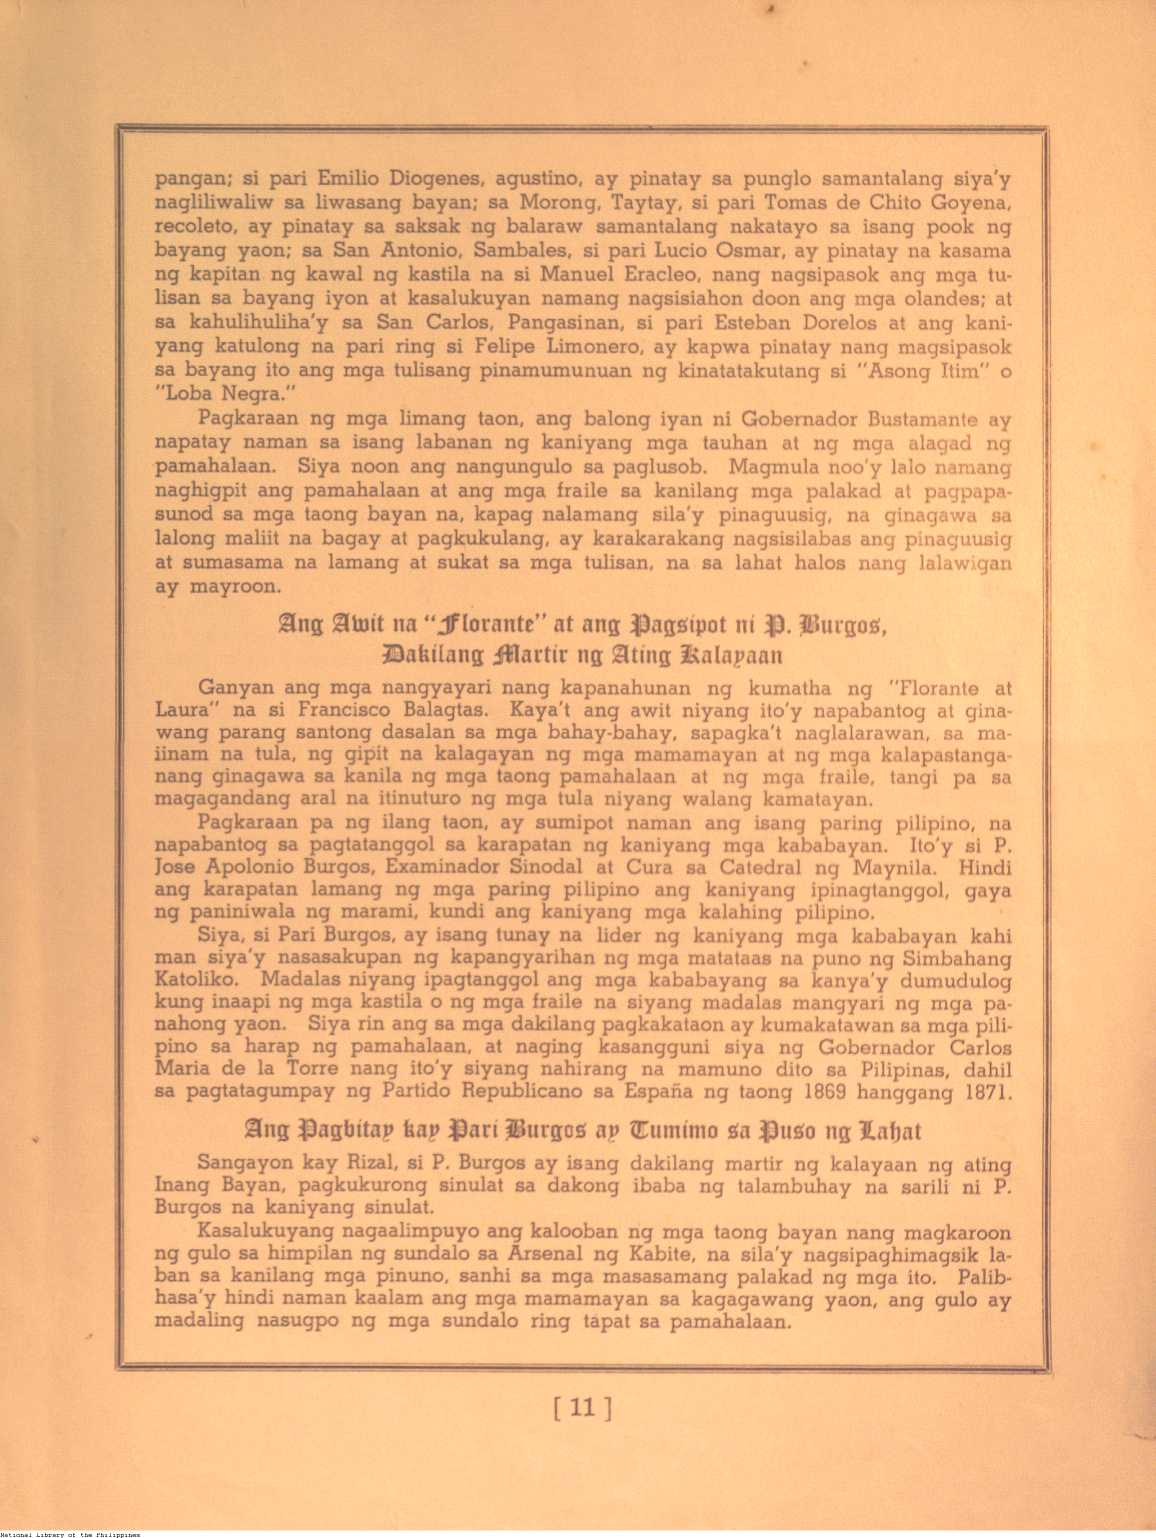 pangan; si pari Emilio Diogenes, agustino, ay pinatay sa punglo samantalang siya'y
nagliliwaliw sa liwasang bayan; sa Morong, Taytay, si pari Tomas de Chito Goyena,
recoleto, ay pinatay sa saksak ng balaraw samantalang nakatayo sa isang pook ng
bayang yaon; sa San Antonio, Sambales, si pari Lucio Osmar, ay pinatay na kasama
ng kapitan ng kawal ng kastila na si Manuel Eracleo, nang nagsipasok ang mga tu-
lisan sa bayang iyon at kasalukuyan namang nagsisiahon doon ang mga olandes; at
sa kahulihuliha'y sa San Carlos, Pangasinan, si pari Esteban Dorelos at ang kani-
yang katulong na pari ring si Felipe Limonero, ay kapwa pinatay nang magsipasok
sa bayang ito ang mga tulisang pinamumunuan ng kinatatakutang si "Asong Itim" o
"Loba Negra."
Pagkaraan ng mga limang taon, ang balong iyan ni Gobernador Bustamante ay
napatay naman sa isang labanan ng kaniyang mga tauhan at ng mga alagad ng
pamahalaan. Siya noon ang nangungulo sa paglusob. Magmula noo'y lalo namang
naghigpit ang pamahalaan at ang mga fraile sa kanilang mga palakad at pagpapa-
sunod sa mga taong bayan na, kapag nalamang sila'y pinaguusig, na ginagawa sa
lalong maliit na bagay at pagkukulang, ay karakarakang nagsisilabas ang pinaguusig
at sumasama na lamang at sukat sa mga tulisan, na sa lahat halos nang lalawigan
ay mayroon.
Ang Awit na "Florante" at ang Pagsipot ni P. Burgos,
Dakilang Martir ng Ating Kalayaan
Ganyan ang mga nangyayari nang kapanahunan ng kumatha ng "Florante at
Laura" na si Francisco Balagtas. Kaya't ang awit niyang ito'y napabantog at gina-
wang parang santong dasalan sa mga bahay-bahay, sapagka't naglalarawan, sa ma-
iinam na tula, ng gipit na kalagayan ng mga mamamayan at ng mga kalapastanga-
nang ginagawa sa kanila ng mga taong pamahalaan at ng mga fraile, tangi pa sa
magagandang aral na itinuturo ng mga tula niyang walang kamatayan.
Pagkaraan pa ng ilang taon, ay sumipot naman ang isang paring pilipino, na
napabantog sa pagtatanggol sa karapatan ng kaniyang mga kababayan. Ito'y si P.
Jose Apolonio Burgos, Examinador Sinodal at Cura sa Catedral ng Maynila. Hindi
ang karapatan lamang ng mga paring pilipino ang kaniyang ipinagtanggol, gaya
ng paniniwala ng marami, kundi ang kaniyang mga kalahing pilipino.
Siya, si Pari Burgos, ay isang tunay na lider ng kaniyang mga kababayan kahi
man siya'y nasasakupan ng kapangyarihan ng mga matataas na puno ng Simbahang
Katoliko. Madalas niyang ipagtanggol ang mga kababayang sa kanya'y dumudulog
kung inaapi ng mga kastila o ng mga fraile na siyang madalas mangyari ng mga pa-
nahong yaon. Siya rin ang sa mga dakilang pagkakataon ay kumakatawan sa mga pili-
pino sa harap ng pamahalaan, at naging kasangguni siya ng Gobernador Carlos
Maria de la Torre nang ito'y siyang nahirang na mamuno dito sa Pilipinas, dahil
sa pagtatagumpay ng Partido Republicano sa España ng taong 1869 hanggang 1871.
Ang Pagbitay kay Pari Burgos ay Tumimo sa Puso ng Lahat
Sangayon kay Rizal, si P. Burgos ay isang dakilang martir ng kalayaan ng ating
Inang Bayan, pagkukurong sinulat sa dakong ibaba ng talambuhay na sarili ni P.
Burgos na kaniyang sinulat.
Kasalukuyang nagaalimpuyo ang kalooban ng mga taong bayan nang magkaroon
ng gulo sa himpilan ng sundalo sa Arsenal ng Kabite, na sila'y nagsipaghimagsik la-
ban sa kanilang mga pinuno, sanhi sa mga masasamang palakad ng mga ito. Palib-
hasa'y hindi naman kaalam ang mga mamamayan sa kagagawang yaon, ang gulo ay
madaling nasugpo ng mga sundalo ring tapat sa pamahalaan.
[ 11 ]
National Library of the Philippines